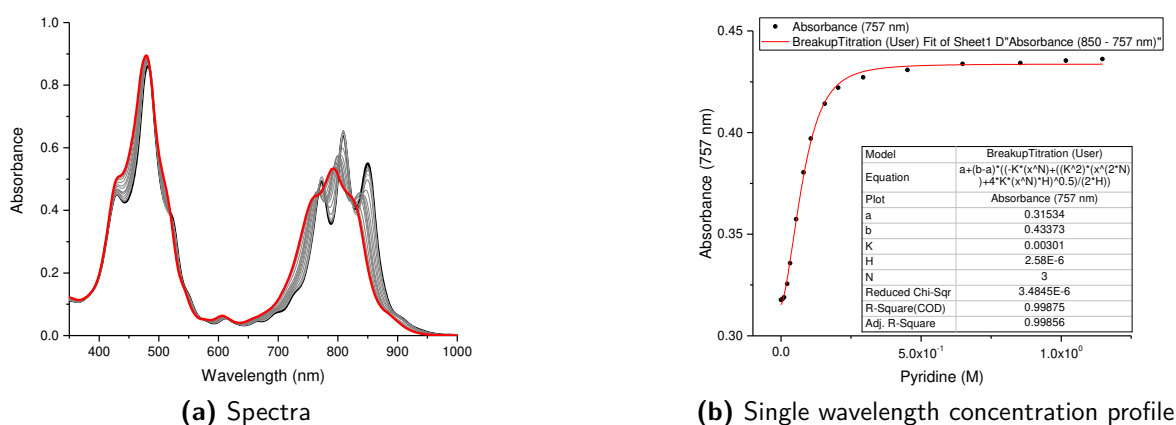 1.0
0.8
0.6
0.4
0.2
0.0
Absorbance
400 500 600 700 800 900 1000
Wavelength (nm)
(a) Spectra
0.45
0.40
0.35
0.30
Absorbance (757 nm)
Absorbance (757 nm)
BreakupTitration (User) Fit of Sheet1 D"Absorbance (850 - 757 nm)"
Model BreakupTitration (User)
Equation a+(b-a)*((-K*(x^N)+((K^2)*(x^(2*N)
)+4*K*(x^N)*H)^0.5)/(2*H))
Plot Absorbance (757 nm)
a 0.31534
b 0.43373
K 0.00301
H 2.58E-6
N 3
Reduced Chi-Sqr 3.4845E-6
R-Square(COD) 0.99875
Adj. R-Square 0.99856
0.0 5.0x10⁻¹ 1.0x10⁰
Pyridine (M)
(b) Single wavelength concentration profile